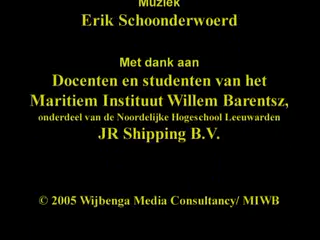 Muziek
Erik Schoonderwoerd
Met dank aan
Docenten en studenten van het
Maritiem Instituut Willem Barentsz,
onderdeel van de Noordelijke Hogeschool Leeuwarden
JR Shipping B.V.
© 2005 Wijbenga Media Consultancy/ MIWB